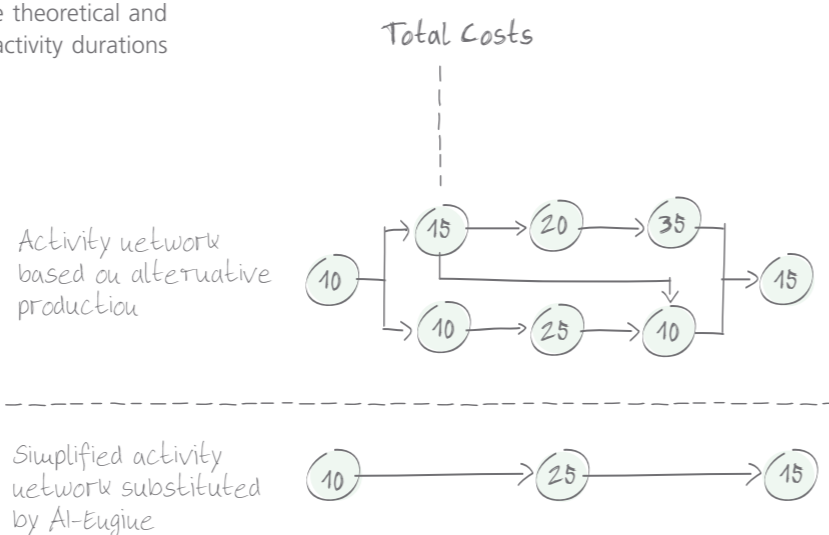 e theoretical and
activity durations
Total Costs
Activity network
based on alternative
production
10
15
20
35
10
25
10
15
Simplified activity
network substituted
by AI-Engine
10
25
15